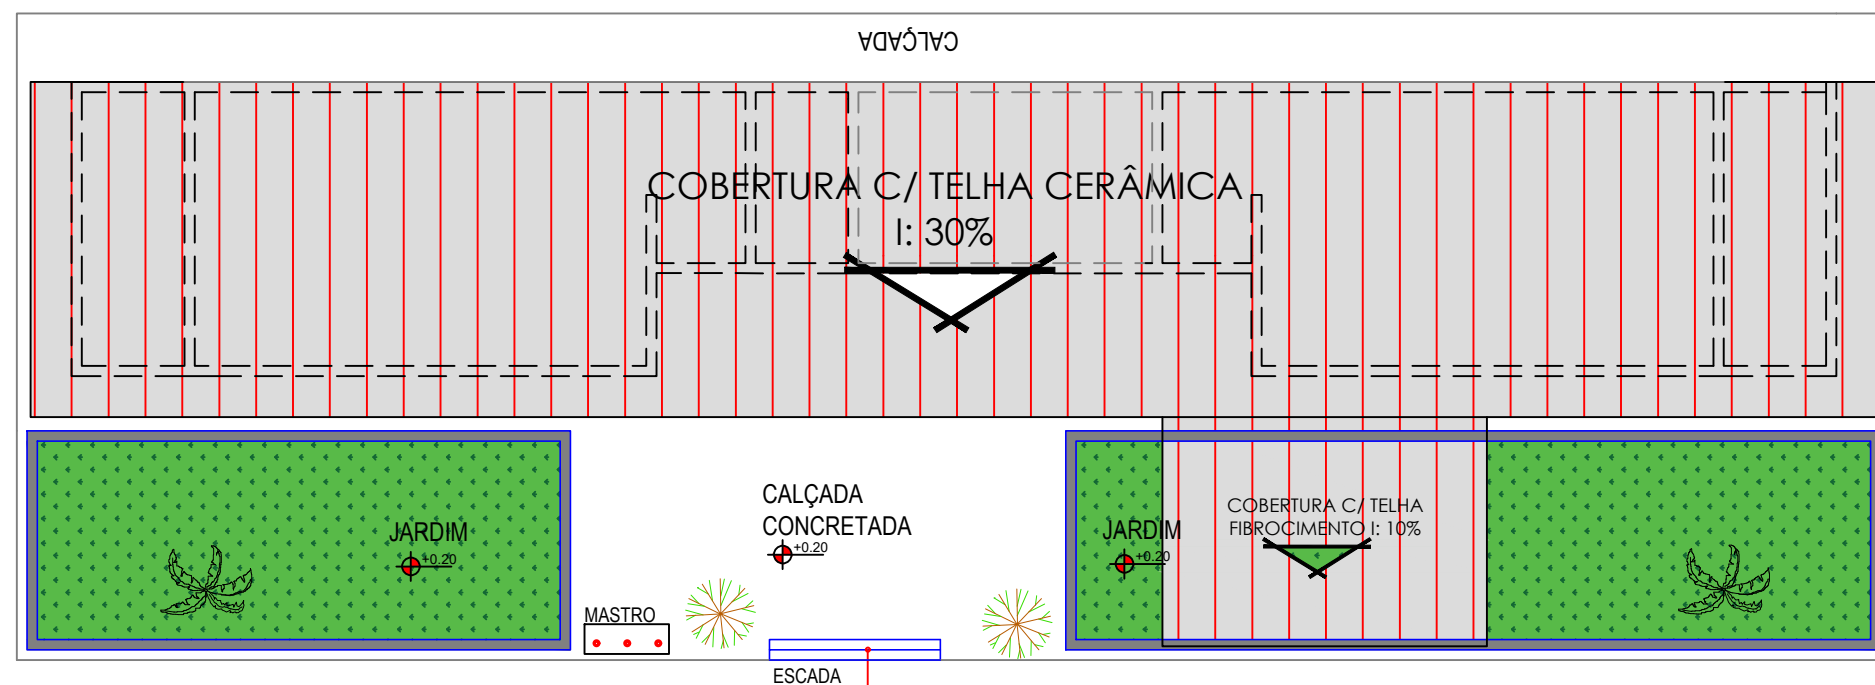 CALÇADA
COBERTURA C/ TELHA CERÂMICA
I: 30%
CALÇADA
CONCRETADA
+0.20
JARDIM
+0.20
JARDIM
+0.20
COBERTURA C/ TELHA
FIBROCIMENTO I: 10%
MASTRO
ESCADA